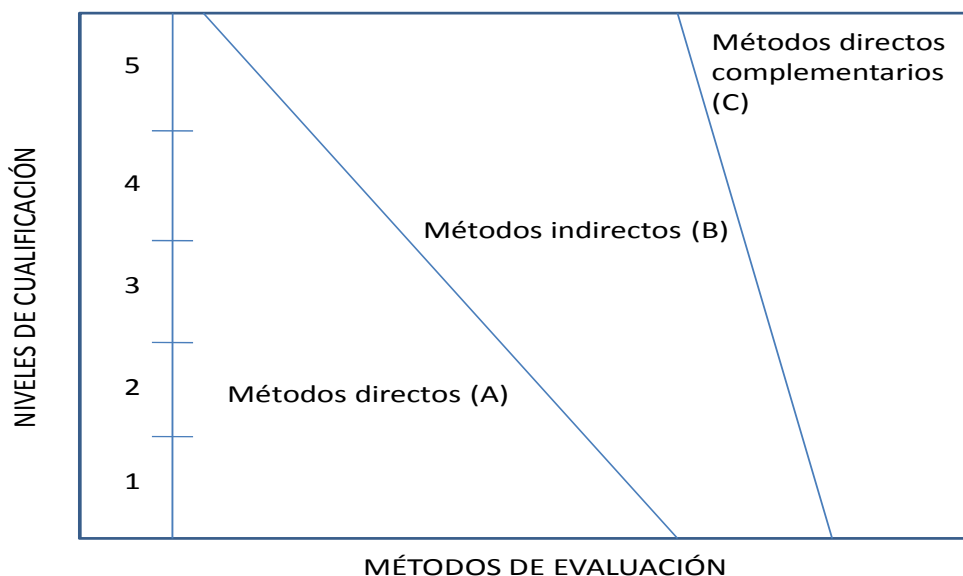 NIVELES DE CUALIFICACIÓN
5
4
3
2
1
Métodos directos
complementarios
(C)
Métodos indirectos (B)
Métodos directos (A)
MÉTODOS DE EVALUACIÓN